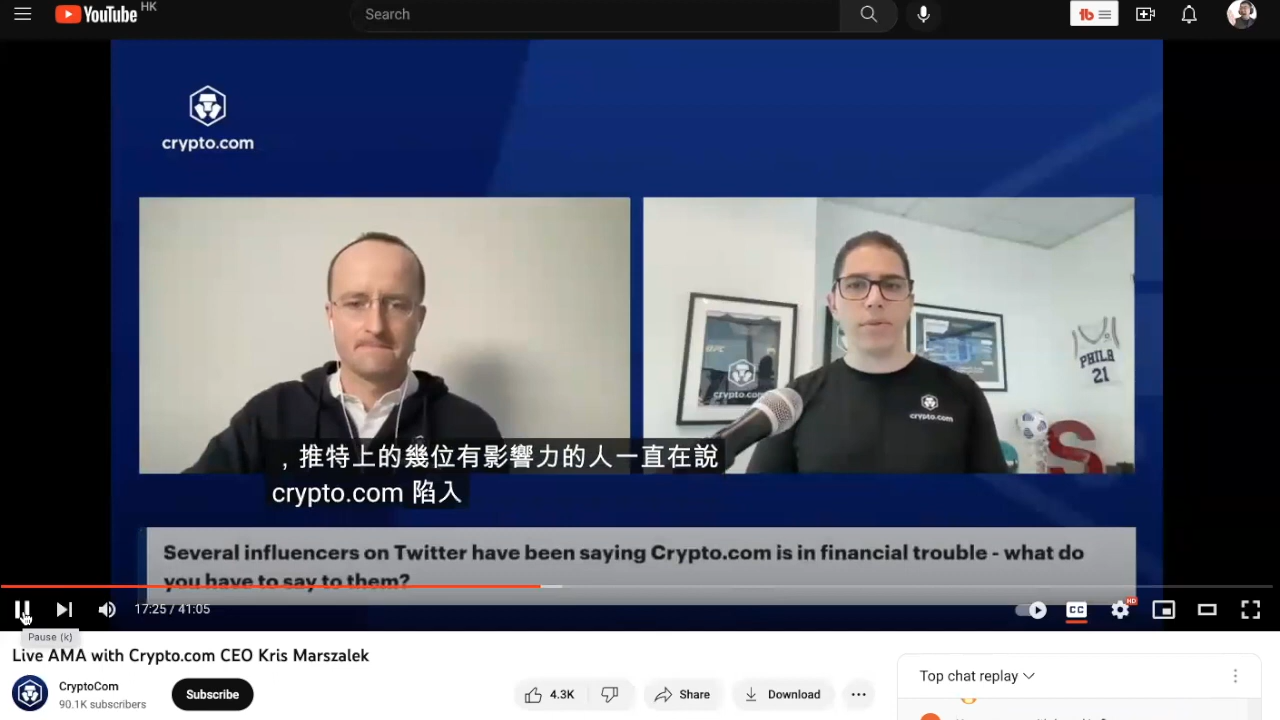 YouTube HK
Search
crypto.com
UFC
crypto.com
crypto.com
PHILA
21
S
，推特上的幾位有影響力的人一直在說
crypto.com 陷入
Several influencers on Twitter have been saying Crypto.com is in financial trouble - what do
you have to say to them?
17:25 / 41:05
CC
HD
Pause (k)
Live AMA with Crypto.com CEO Kris Marszalek
CryptoCom
90.1K subscribers
Subscribe
4.3K
Share
Download
Top chat replay